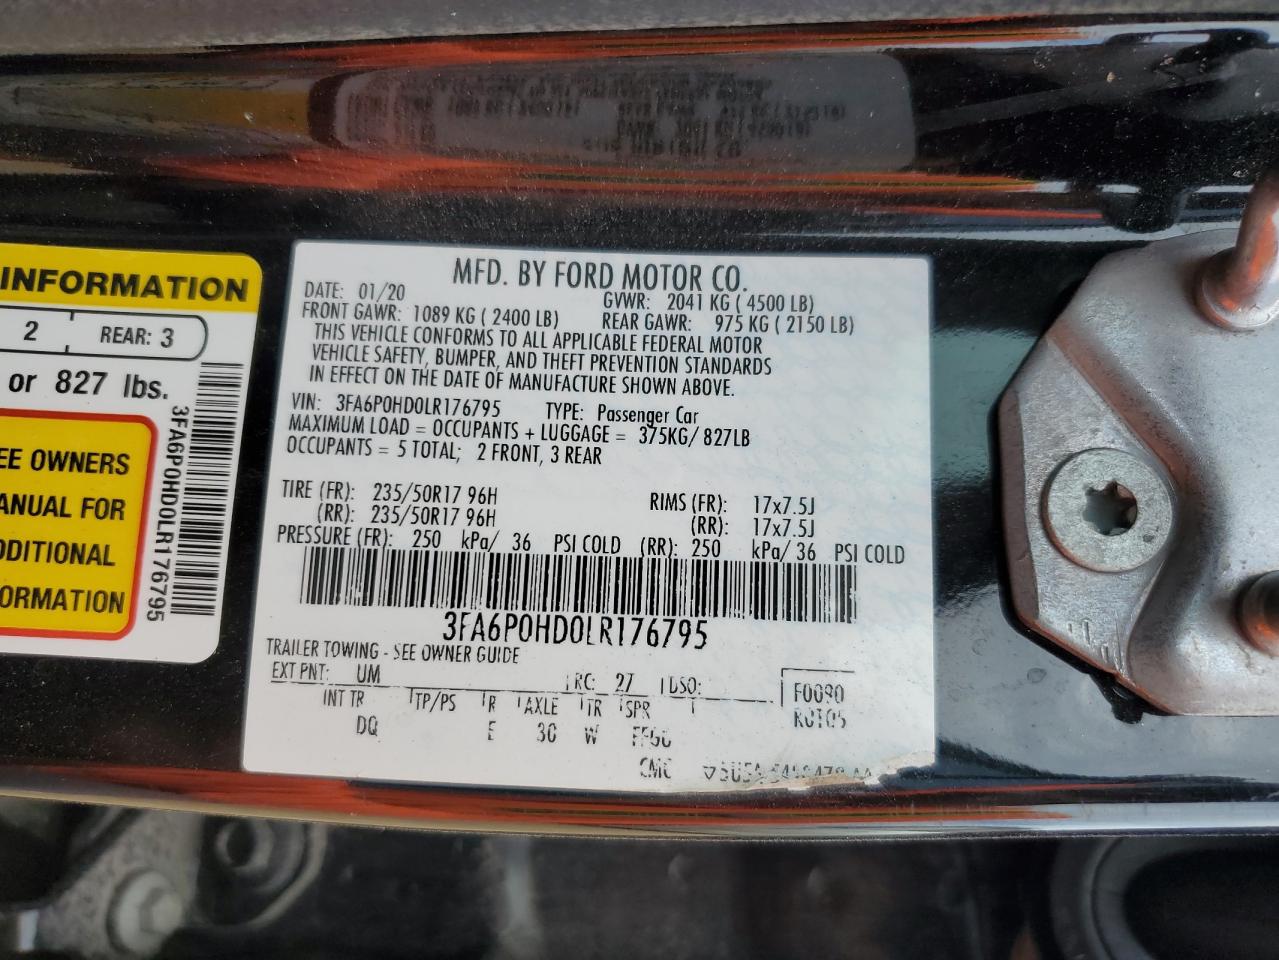 INFORMATION
2 REAR: 3
or 827 lbs.
EE OWNERS
ANUAL FOR
DDITIONAL
ORMATION
3FA6P0HD0LR176795
MFD. BY FORD MOTOR CO.
DATE: 01/20 GVWR: 2041 KG ( 4500 LB)
FRONT GAWR: 1089 KG ( 2400 LB) REAR GAWR: 975 KG ( 2150 LB)
THIS VEHICLE CONFORMS TO ALL APPLICABLE FEDERAL MOTOR
VEHICLE SAFETY, BUMPER, AND THEFT PREVENTION STANDARDS
IN EFFECT ON THE DATE OF MANUFACTURE SHOWN ABOVE.
VIN: 3FA6P0HD0LR176795 TYPE: Passenger Car
MAXIMUM LOAD = OCCUPANTS + LUGGAGE = 375KG/ 827LB
OCCUPANTS = 5 TOTAL; 2 FRONT, 3 REAR
TIRE (FR): 235/50R17 96H RIMS (FR): 17x7.5J
(RR): 235/50R17 96H (RR): 17x7.5J
PRESSURE (FR): 250 kPa/ 36 PSI COLD (RR): 250 kPa/ 36 PSI COLD
3FA6P0HD0LR176795
TRAILER TOWING - SEE OWNER GUIDE
EXT PNT: UM RC: 27 DSO: F0090
INT TR TP/PS R AXLE TR SPR R0105
DQ E 3C W
CMC